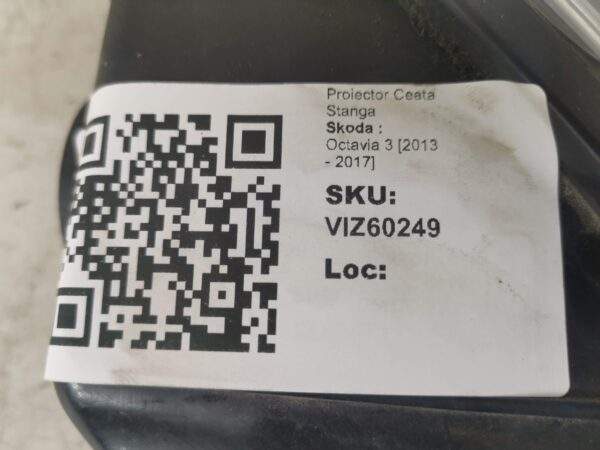 Proiector Ceata
Stanga
Skoda :
Octavia 3 [2013
- 2017]
SKU:
VIZ60249
Loc: